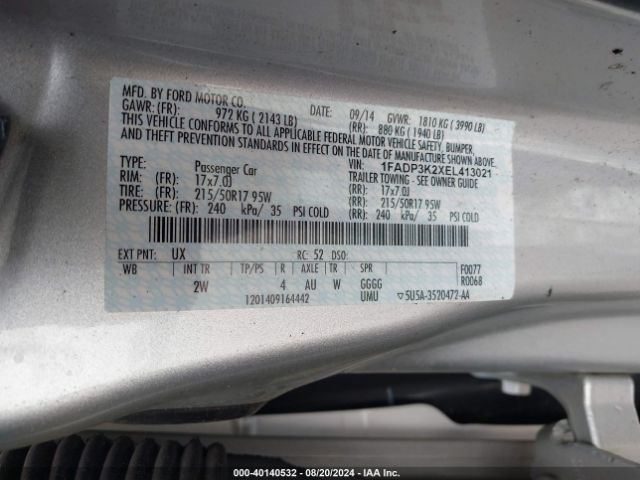 MFD. BY FORD MOTOR CO.
DATE: 09/14 GVWR: 1810 KG ( 3990 LB)
GAWR: (FR): 972 KG ( 2143 LB) (RR): 880 KG ( 1940 LB)
THIS VEHICLE CONFORMS TO ALL APPLICABLE FEDERAL MOTOR VEHICLE SAFETY, BUMPER,
AND THEFT PREVENTION STANDARDS IN EFFECT ON THE DATE OF MANUFACTURE SHOWN ABOVE.
VIN: 1FADP3K2XEL413021
TYPE: Passenger Car TRAILER TOWING - SEE OWNERS MANUAL
RIM: (FR): 17x7.0J (RR): 17x7.0J
TIRE: (FR): 215/50R17 95W (RR): 215/50R17 95W
PRESSURE: (FR) 240 kPa/ 35 PSI COLD (RR) 240 kPa/ 35 PSI COLD
EXT PNT: UX RC: 52 DSO: F0077
WB INT TR TP/PS R AXLE TR SPR R0068
2W 4 AU W GGGG
1201409164442 UMU ▽5U5A-3520472-AA
000-40140532 - 08/20/2024 - IAA Inc.